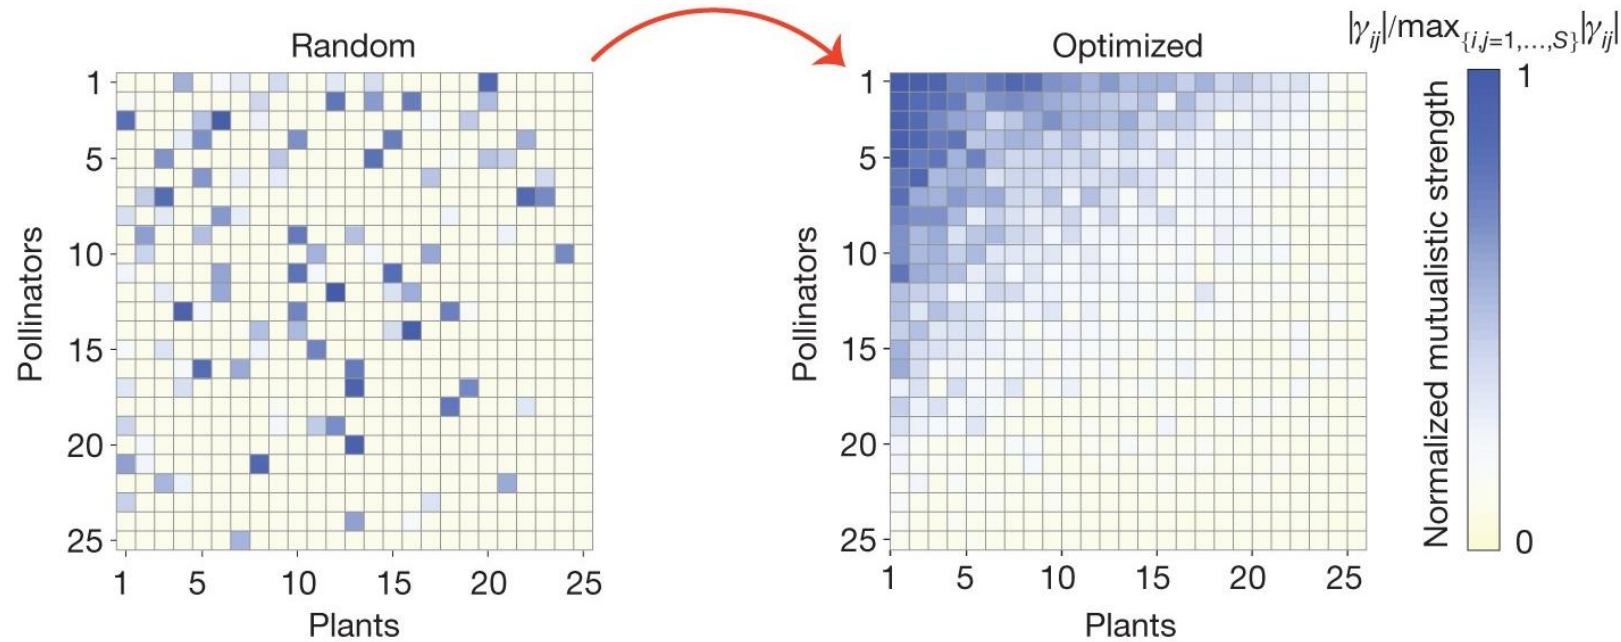 Random
Pollinators
1
5
10
15
20
25
1 5 10 15 20 25
Plants
Optimized
Pollinators
1
5
10
15
20
25
1 5 10 15 20 25
Plants
|γij|/max{i,j=1,…,S}|γij|
Normalized mutualistic strength
1
0